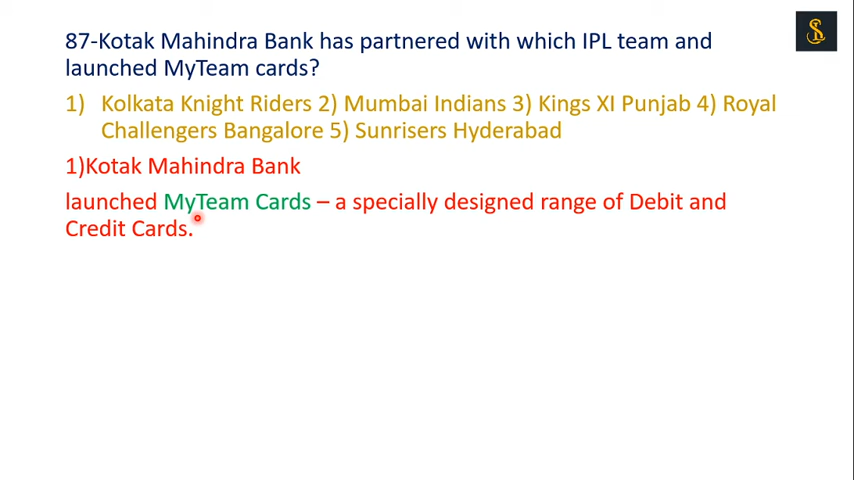 87-Kotak Mahindra Bank has partnered with which IPL team and
launched MyTeam cards?
1) Kolkata Knight Riders 2) Mumbai Indians 3) Kings XI Punjab 4) Royal
Challengers Bangalore 5) Sunrisers Hyderabad
1)Kotak Mahindra Bank
launched MyTeam Cards – a specially designed range of Debit and
Credit Cards.